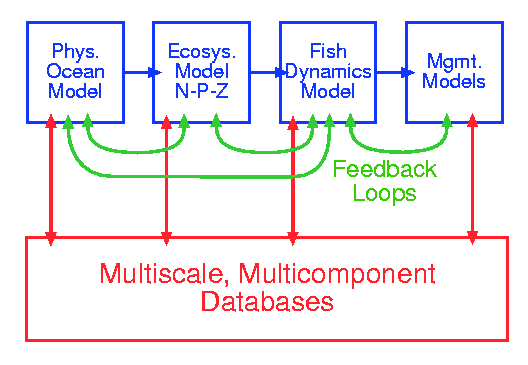 Phys.
Ocean
Model
Ecosys.
Model
N-P-Z
Fish
Dynamics
Model
Mgmt.
Models
Feedback
Loops
Multiscale, Multicomponent
Databases